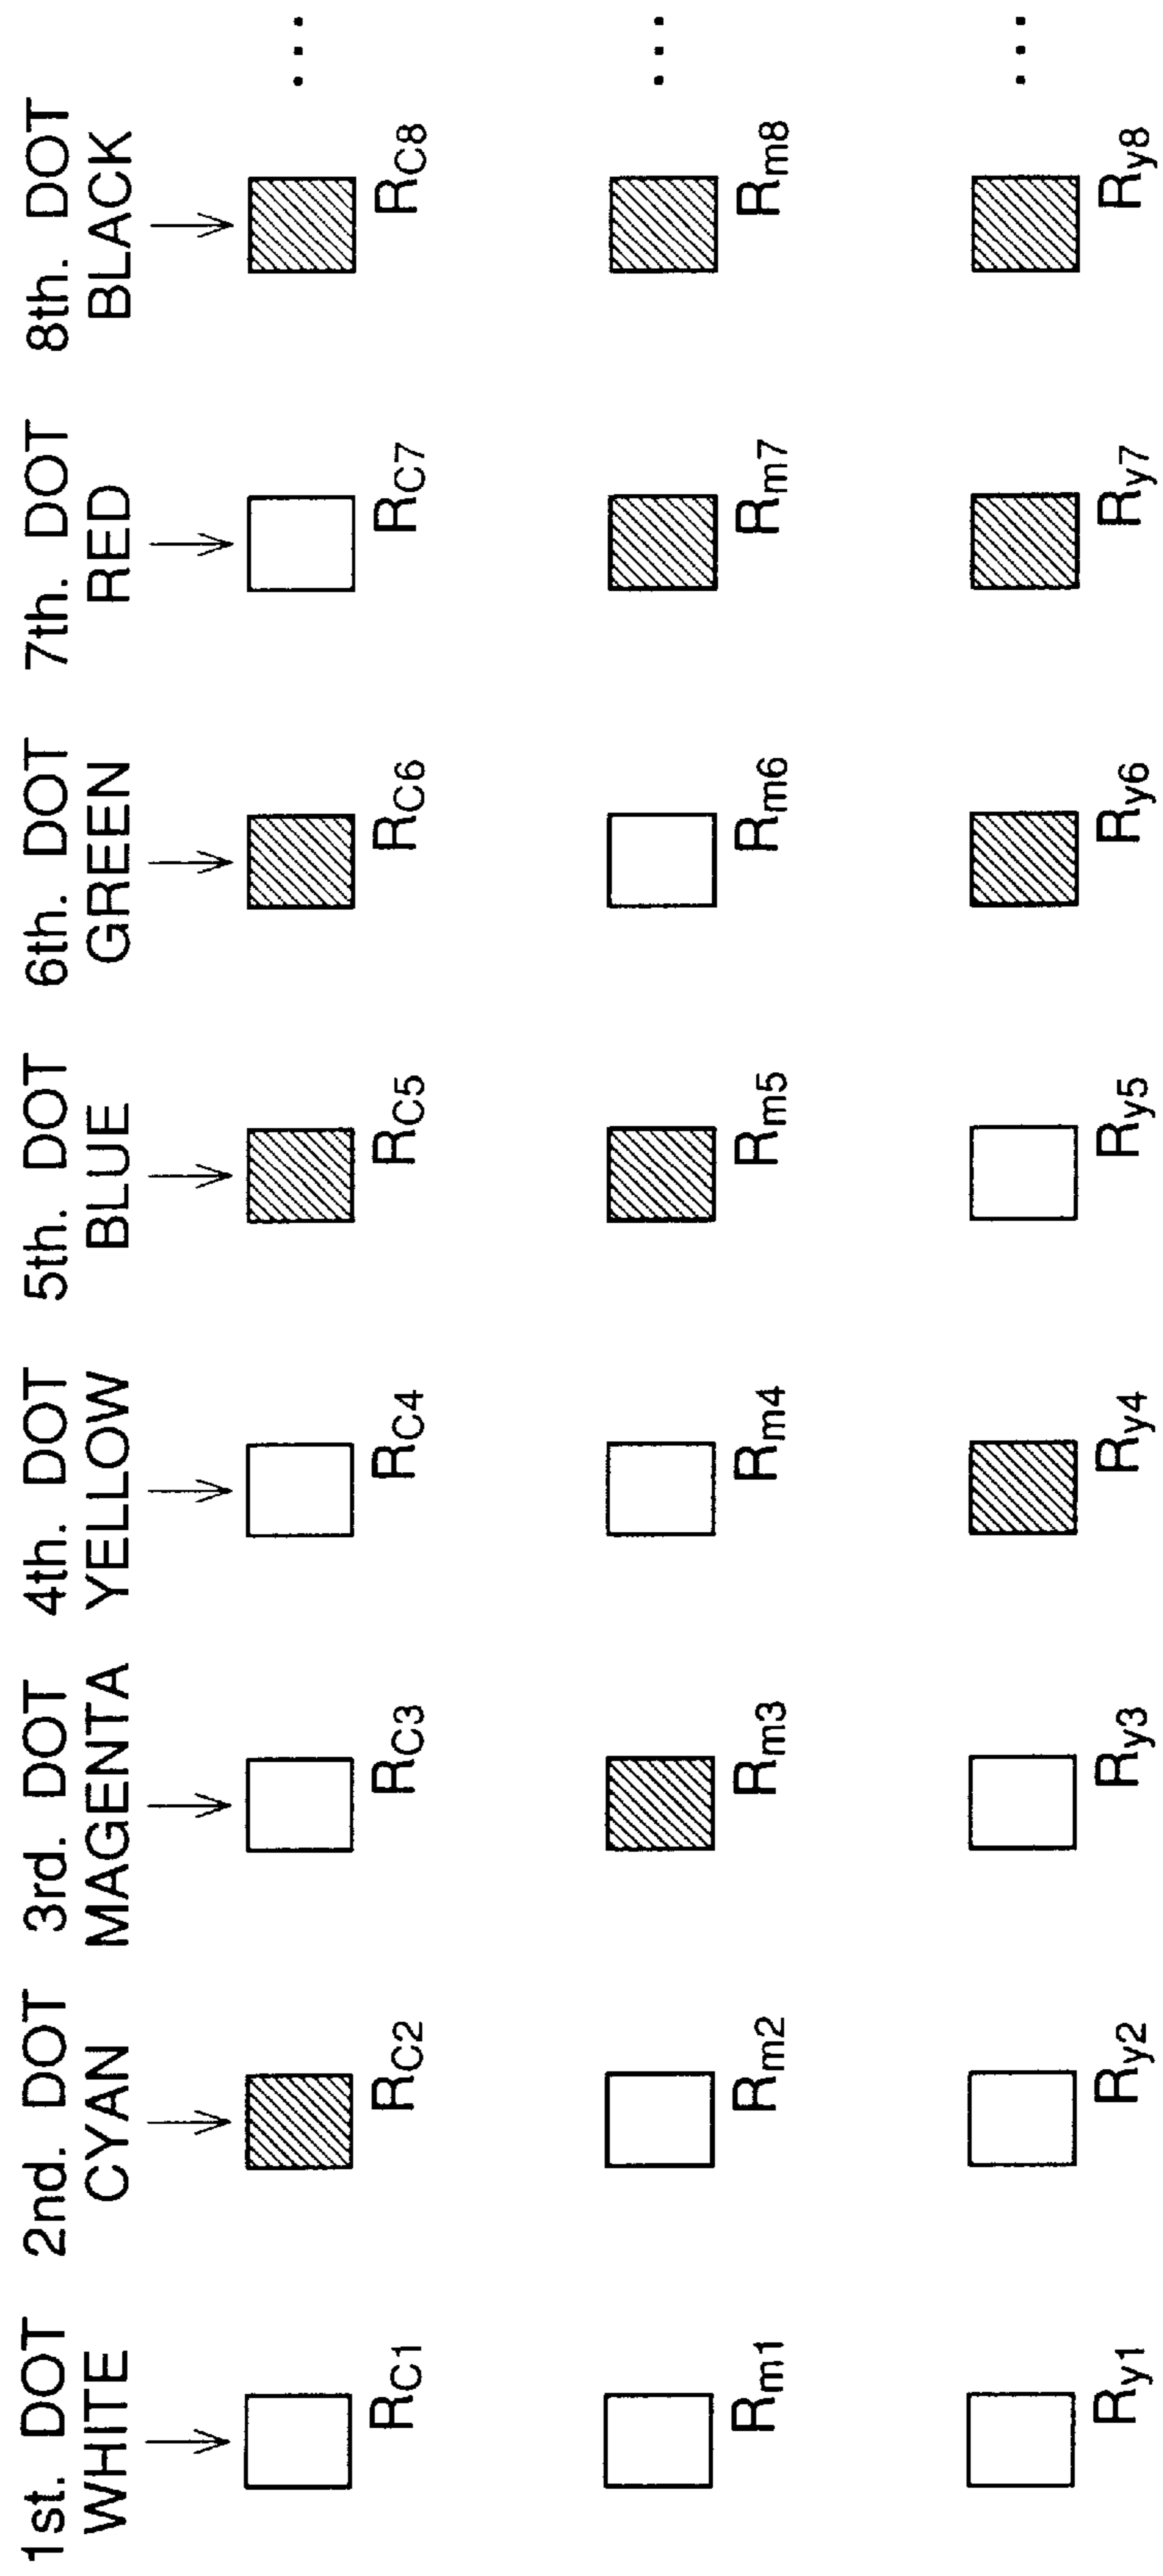 1st. DOT 2nd. DOT 3rd. DOT 4th. DOT 5th. DOT 6th. DOT 7th. DOT 8th. DOT
WHITE CYAN MAGENTA YELLOW BLUE GREEN RED BLACK
RC1 RC2 RC3 RC4 RC5 RC6 RC7 RC8 ...
Rm1 Rm2 Rm3 Rm4 Rm5 Rm6 Rm7 Rm8 ...
Ry1 Ry2 Ry3 Ry4 Ry5 Ry6 Ry7 Ry8 ...